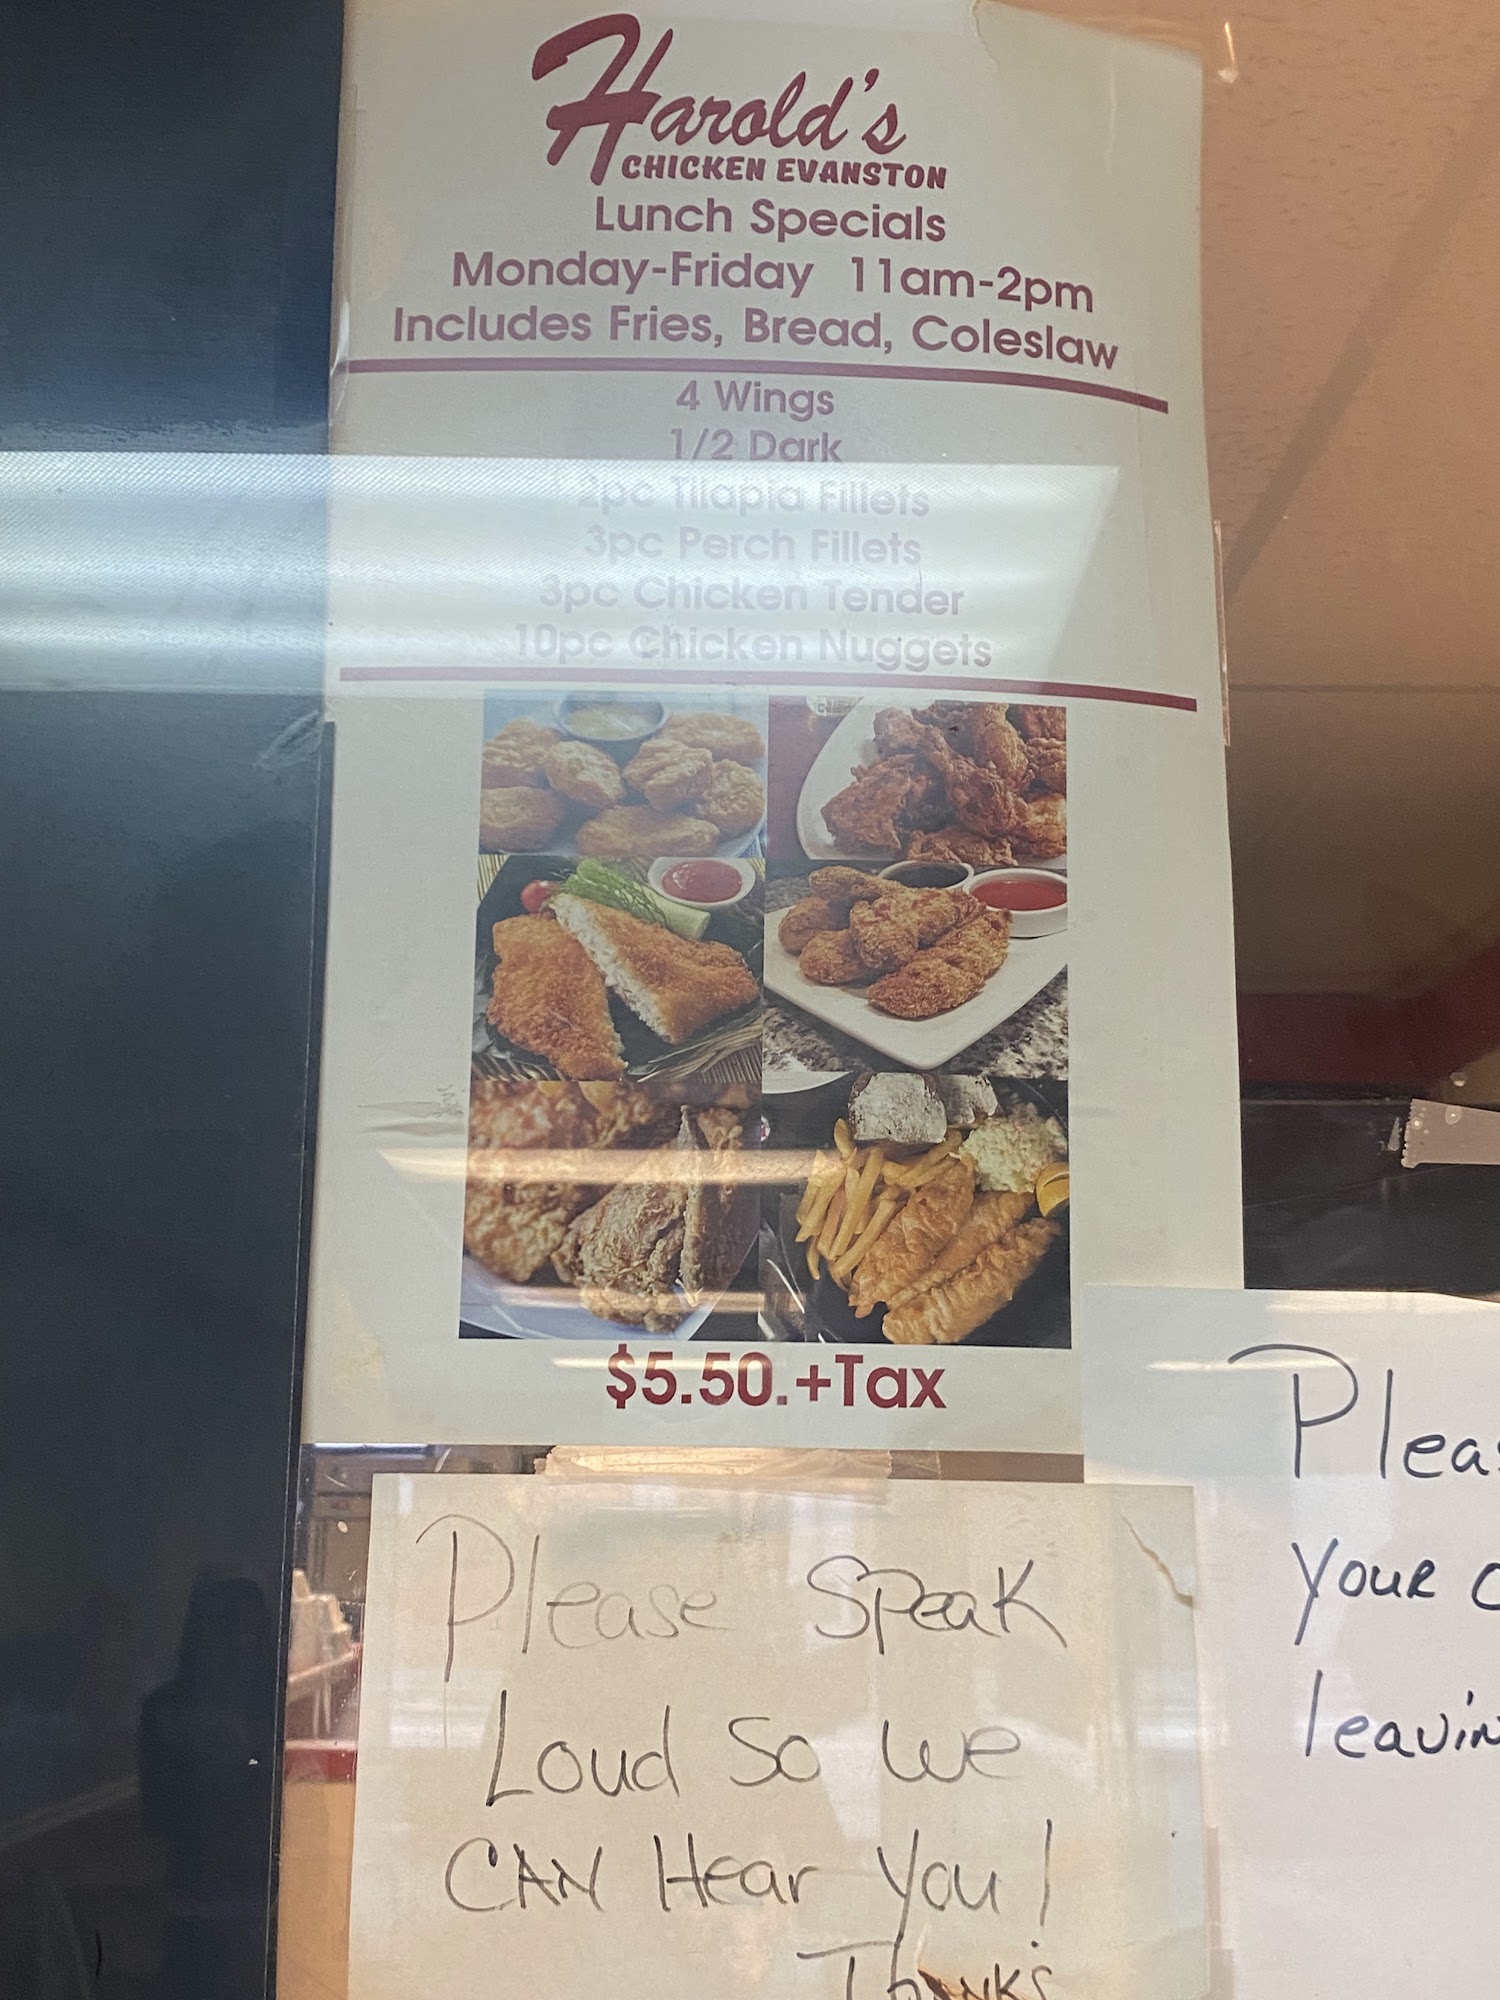 Harold's
CHICKEN EVANSTON
Lunch Specials
Monday-Friday 11am-2pm
Includes Fries, Bread, Coleslaw
4 Wings
1/2 Dark
2pc Tilapia Fillets
3pc Perch Fillets
3pc Chicken Tender
10pc Chicken Nuggets
$5.50.+Tax
Please Speak
Loud So we
CAN Hear you!
Thanks
YOUR